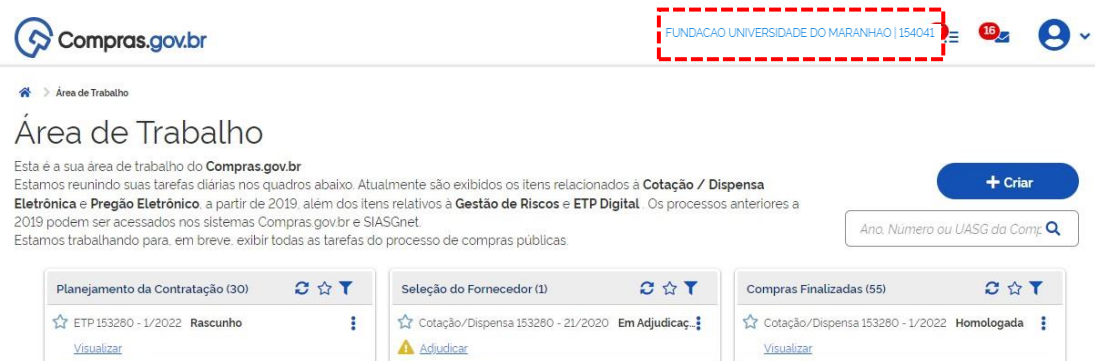 Compras.gov.br
FUNDACAO UNIVERSIDADE DO MARANHAO | 154041
16
Área de Trabalho
Área de Trabalho
Esta é a sua área de trabalho do Compras.gov.br
Estamos reunindo suas tarefas diárias nos quadros abaixo. Atualmente são exibidos os itens relacionados à Cotação / Dispensa
Eletrônica e Pregão Eletrônico, a partir de 2019, além dos itens relativos à Gestão de Riscos e ETP Digital . Os processos anteriores a
2019 podem ser acessados nos sistemas Compras.gov.br e SIASGnet.
Estamos trabalhando para, em breve, exibir todas as tarefas do processo de compras públicas.
+ Criar
Ano, Número ou UASG da Comp
Planejamento da Contratação (30)
ETP 153280 - 1/2022 Rascunho
Visualizar
Seleção do Fornecedor (1)
Cotação/Dispensa 153280 - 21/2020 Em Adjudicaç...
Adjudicar
Compras Finalizadas (55)
Cotação/Dispensa 153280 - 1/2022 Homologada
Visualizar